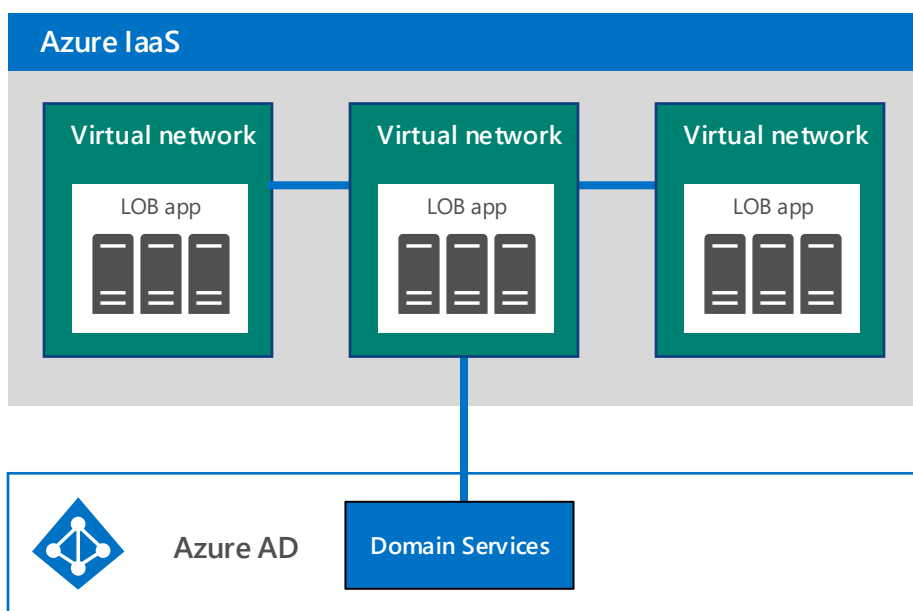 Azure IaaS
Virtual network
Virtual network
Virtual network
LOB app
LOB app
LOB app
Azure AD
Domain Services